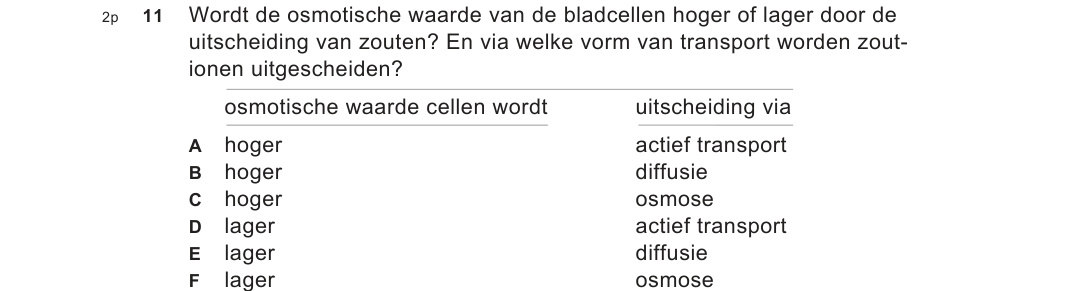 2p 11 Wordt de osmotische waarde van de bladcellen hoger of lager door de
uitscheiding van zouten? En via welke vorm van transport worden zout-
ionen uitgescheiden?
osmotische waarde cellen wordt uitscheiding via
A hoger actief transport
B hoger diffusie
C hoger osmose
D lager actief transport
E lager diffusie
F lager osmose